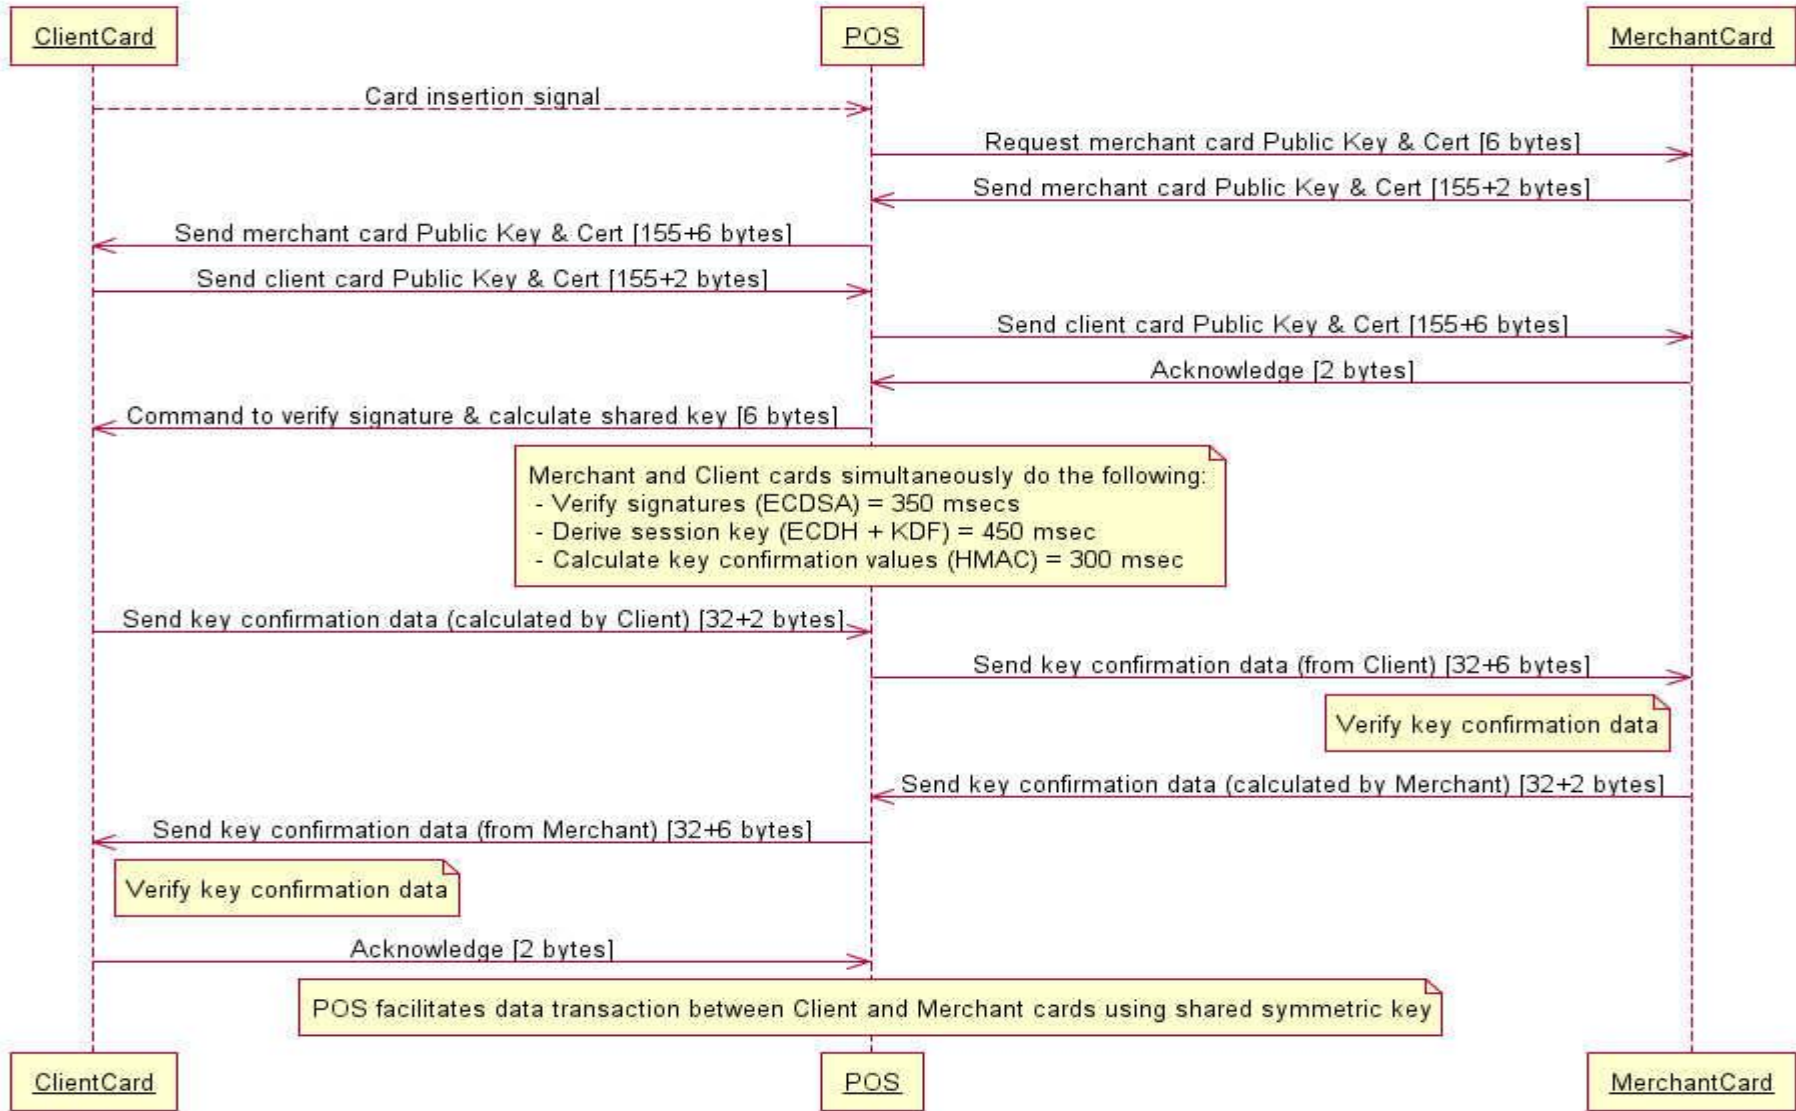 ClientCard
POS
MerchantCard
Card insertion signal
Request merchant card Public Key & Cert [6 bytes]
Send merchant card Public Key & Cert [155+2 bytes]
Send merchant card Public Key & Cert [155+6 bytes]
Send client card Public Key & Cert [155+2 bytes]
Send client card Public Key & Cert [155+6 bytes]
Acknowledge [2 bytes]
Command to verify signature & calculate shared key [6 bytes]
Merchant and Client cards simultaneously do the following:
- Verify signatures (ECDSA) = 350 msecs
- Derive session key (ECDH + KDF) = 450 msec
- Calculate key confirmation values (HMAC) = 300 msec
Send key confirmation data (calculated by Client) [32+2 bytes]
Send key confirmation data (from Client) [32+6 bytes]
Verify key confirmation data
Send key confirmation data (calculated by Merchant) [32+2 bytes]
Send key confirmation data (from Merchant) [32+6 bytes]
Verify key confirmation data
Acknowledge [2 bytes]
POS facilitates data transaction between Client and Merchant cards using shared symmetric key
ClientCard
POS
MerchantCard